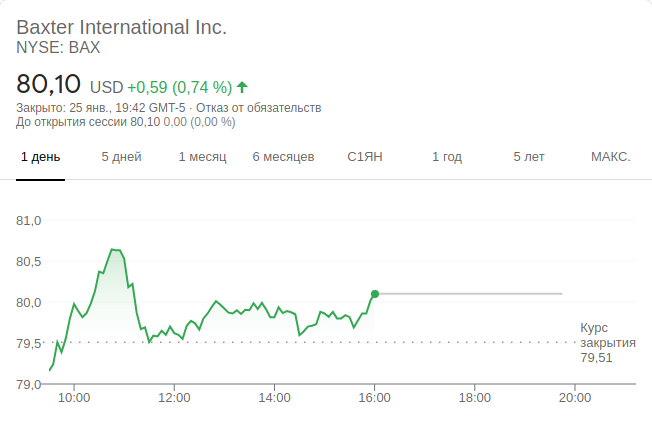 Baxter International Inc.
NYSE: BAX
80,10 USD +0,59 (0,74 %)
Закрыто: 25 янв., 19:42 GMT-5 · Отказ от обязательств
До открытия сессии 80,10 0,00 (0,00 %)
1 день 5 дней 1 месяц 6 месяцев С1ЯН 1 год 5 лет МАКС.
81,0
80,5
80,0
79,5
79,0
Курс
закрытия
79,51
10:00 12:00 14:00 16:00 18:00 20:00